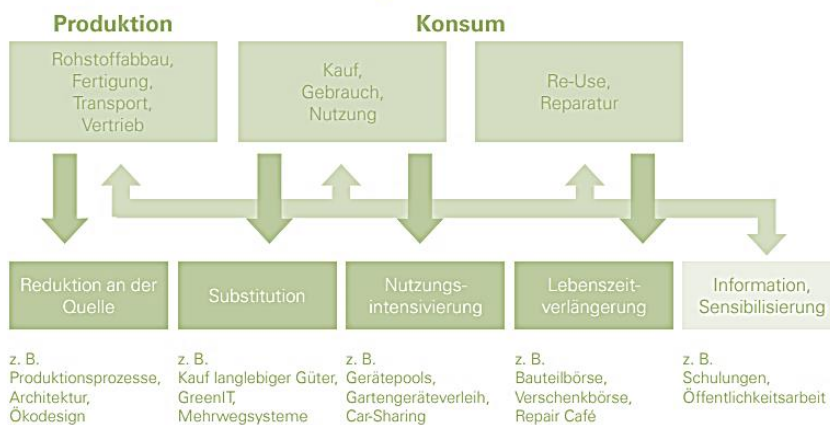 Produktion
Konsum
Rohstoffabbau,
Fertigung,
Transport,
Vertrieb
Kauf,
Gebrauch,
Nutzung
Re-Use,
Reparatur
Reduktion an der
Quelle
Substitution
Nutzungs-
intensivierung
Lebenszeit-
verlängerung
Information,
Sensibilisierung
z. B.
Produktionsprozesse,
Architektur,
Ökodesign
z. B.
Kauf langlebiger Güter,
GreenIT,
Mehrwegsysteme
z. B.
Gerätepools,
Gartengeräteverleih,
Car-Sharing
z. B.
Bauteilbörse,
Verschenkbörse,
Repair Café
z. B.
Schulungen,
Öffentlichkeitsarbeit